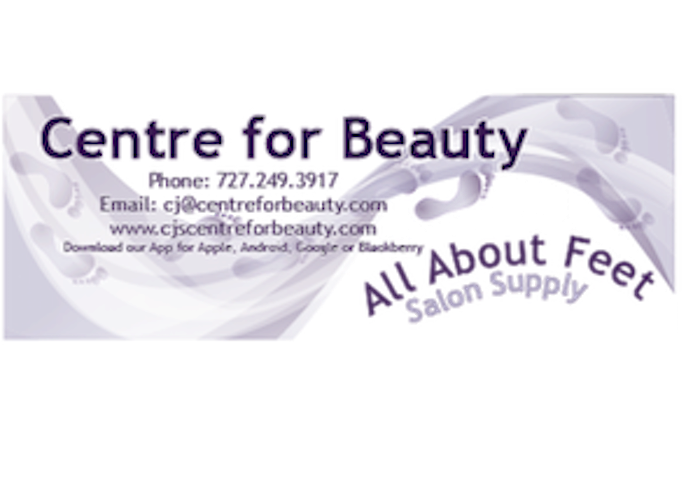 Centre for Beauty
Phone: 727.249.3917
Email: cj@centreforbeauty.com
www.cjscentreforbeauty.com
Download our App for Apple, Android, Google or Blackberry
All About Feet
Salon Supply